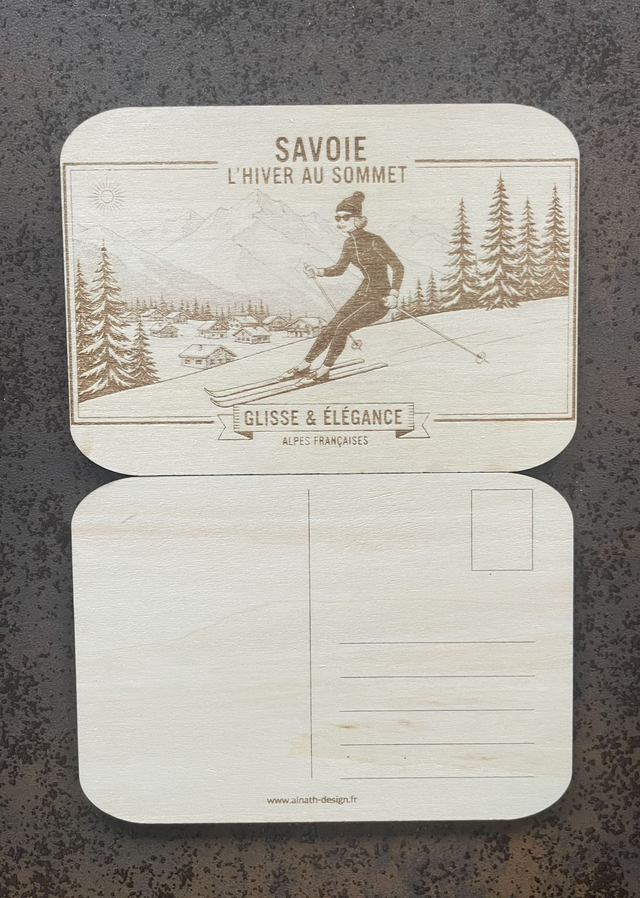 SAVOIE
L'HIVER AU SOMMET
GLISSE & ÉLÉGANCE
ALPES FRANÇAISES
www.ainath-design.fr